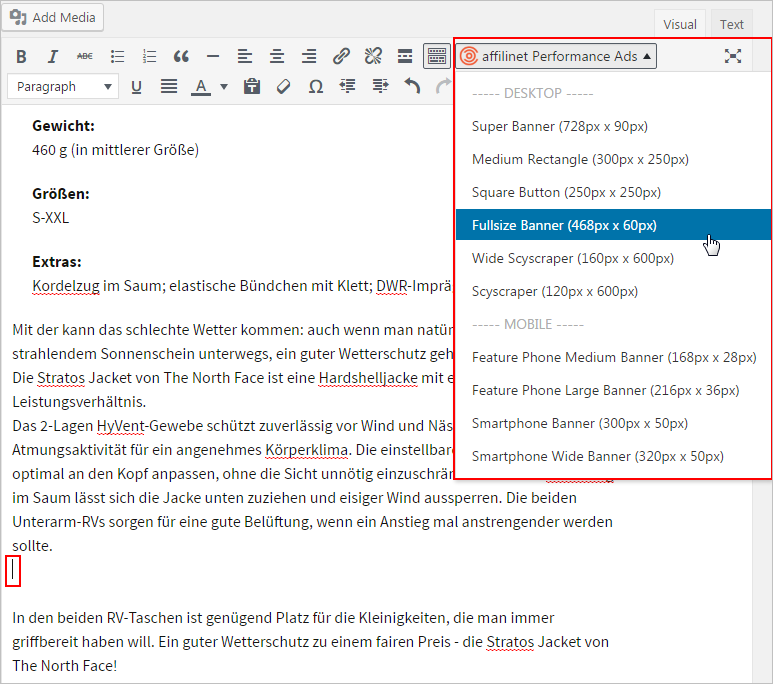 Add Media
Visual Text
B I ABC
affilinet Performance Ads
Paragraph U A Ω
----- DESKTOP -----
Super Banner (728px x 90px)
Medium Rectangle (300px x 250px)
Square Button (250px x 250px)
Fullsize Banner (468px x 60px)
Wide Scyscraper (160px x 600px)
Scyscraper (120px x 600px)
----- MOBILE -----
Feature Phone Medium Banner (168px x 28px)
Feature Phone Large Banner (216px x 36px)
Smartphone Banner (300px x 50px)
Smartphone Wide Banner (320px x 50px)
Gewicht:
460 g (in mittlerer Größe)
Größen:
S-XXL
Extras:
Kordelzug im Saum; elastische Bündchen mit Klett; DWR-Imprä
Mit der kann das schlechte Wetter kommen: auch wenn man natür
strahlendem Sonnenschein unterwegs, ein guter Wetterschutz geh
Die Stratos Jacket von The North Face ist eine Hardshelljacke mit e
Leistungsverhältnis.
Das 2-Lagen HyVent-Gewebe schützt zuverlässig vor Wind und Näs
Atmungsaktivität für ein angenehmes Körperklima. Die einstellbar
optimal an den Kopf anpassen, ohne die Sicht unnötig einzuschrän
im Saum lässt sich die Jacke unten zuziehen und eisiger Wind aussperren. Die beiden
Unterarm-RVs sorgen für eine gute Belüftung, wenn ein Anstieg mal anstrengender werden
sollte.
In den beiden RV-Taschen ist genügend Platz für die Kleinigkeiten, die man immer
griffbereit haben will. Ein guter Wetterschutz zu einem fairen Preis - die Stratos Jacket von
The North Face!